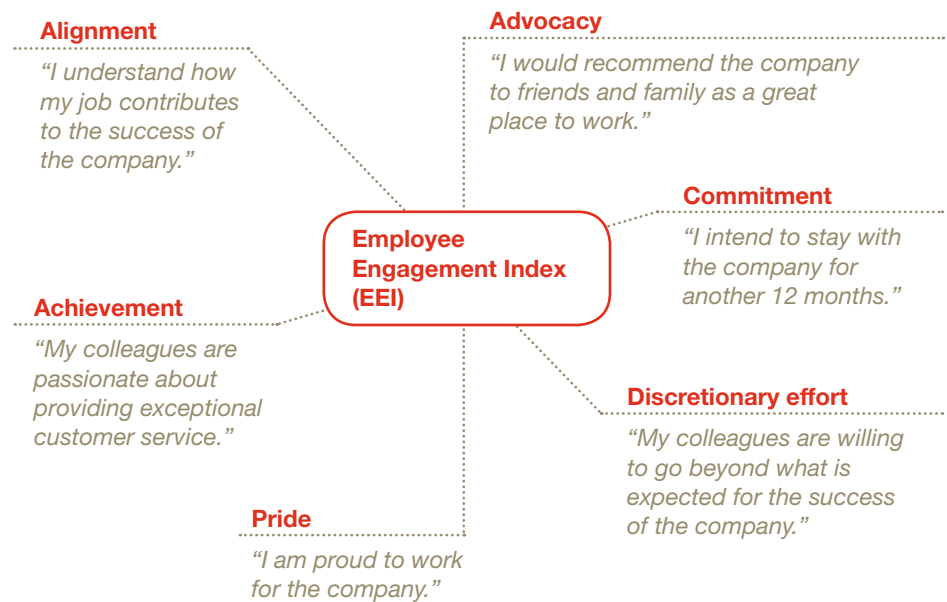 Alignment
“I understand how
my job contributes
to the success of
the company.”
Advocacy
“I would recommend the company
to friends and family as a great
place to work.”
Employee
Engagement Index
(EEI)
Commitment
“I intend to stay with
the company for
another 12 months.”
Achievement
“My colleagues are
passionate about
providing exceptional
customer service.”
Discretionary effort
“My colleagues are willing
to go beyond what is
expected for the success
of the company.”
Pride
“I am proud to work
for the company.”